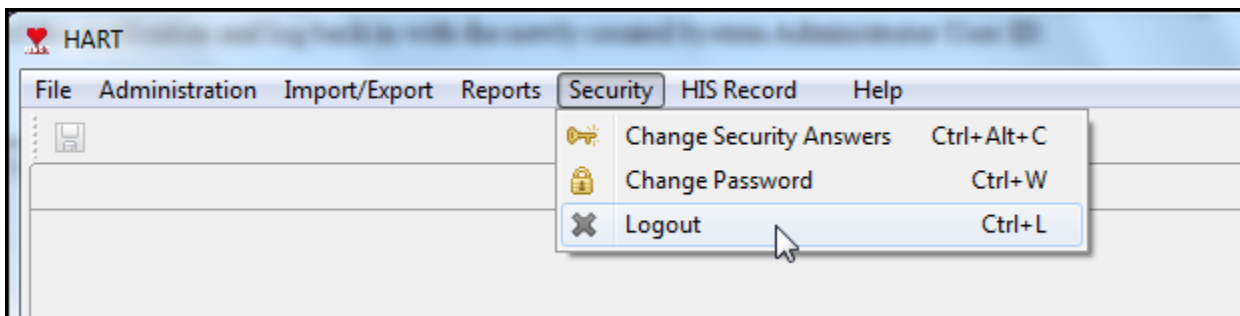 HART
File Administration Import/Export Reports Security HIS Record Help
Change Security Answers Ctrl+Alt+C
Change Password Ctrl+W
Logout Ctrl+L